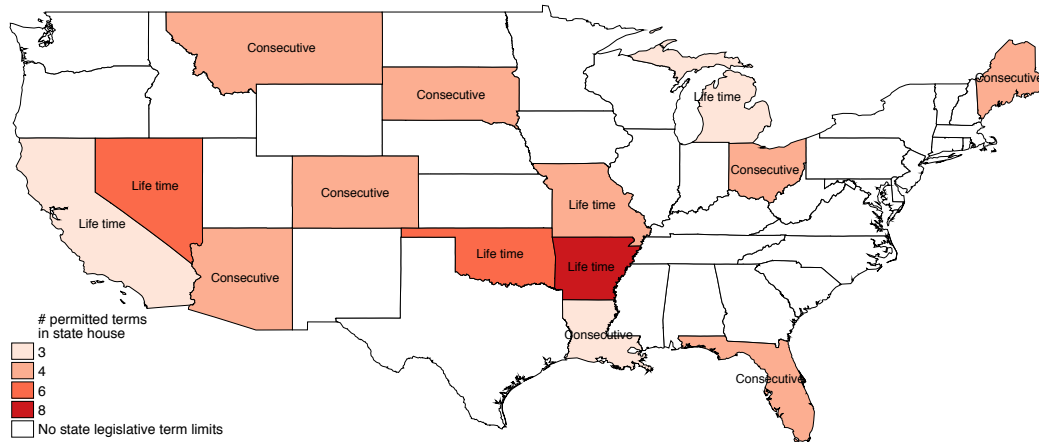 Consecutive
Consecutive
Consecutive
Life time
Consecutive
Life time
Consecutive
Life time
Life time
Life time
Life time
Consecutive
Consecutive
Consecutive
# permitted terms
in state house
3
4
6
8
No state legislative term limits